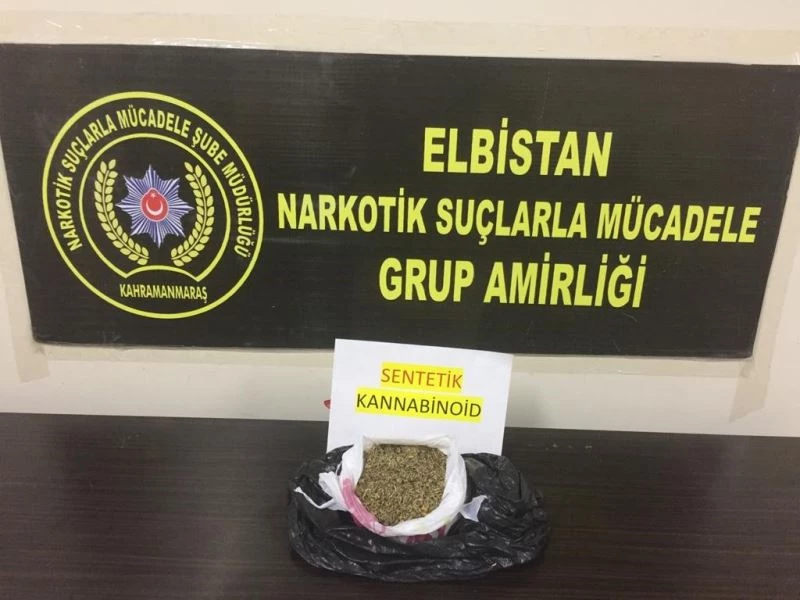 NARKOTİK SUÇLARLA MÜCADELE ŞUBE MÜDÜRLÜĞÜ
KAHRAMANMARAŞ
ELBİSTAN
NARKOTİK SUÇLARLA MÜCADELE
GRUP AMİRLİĞİ
SENTETİK
KANNABİNOİD